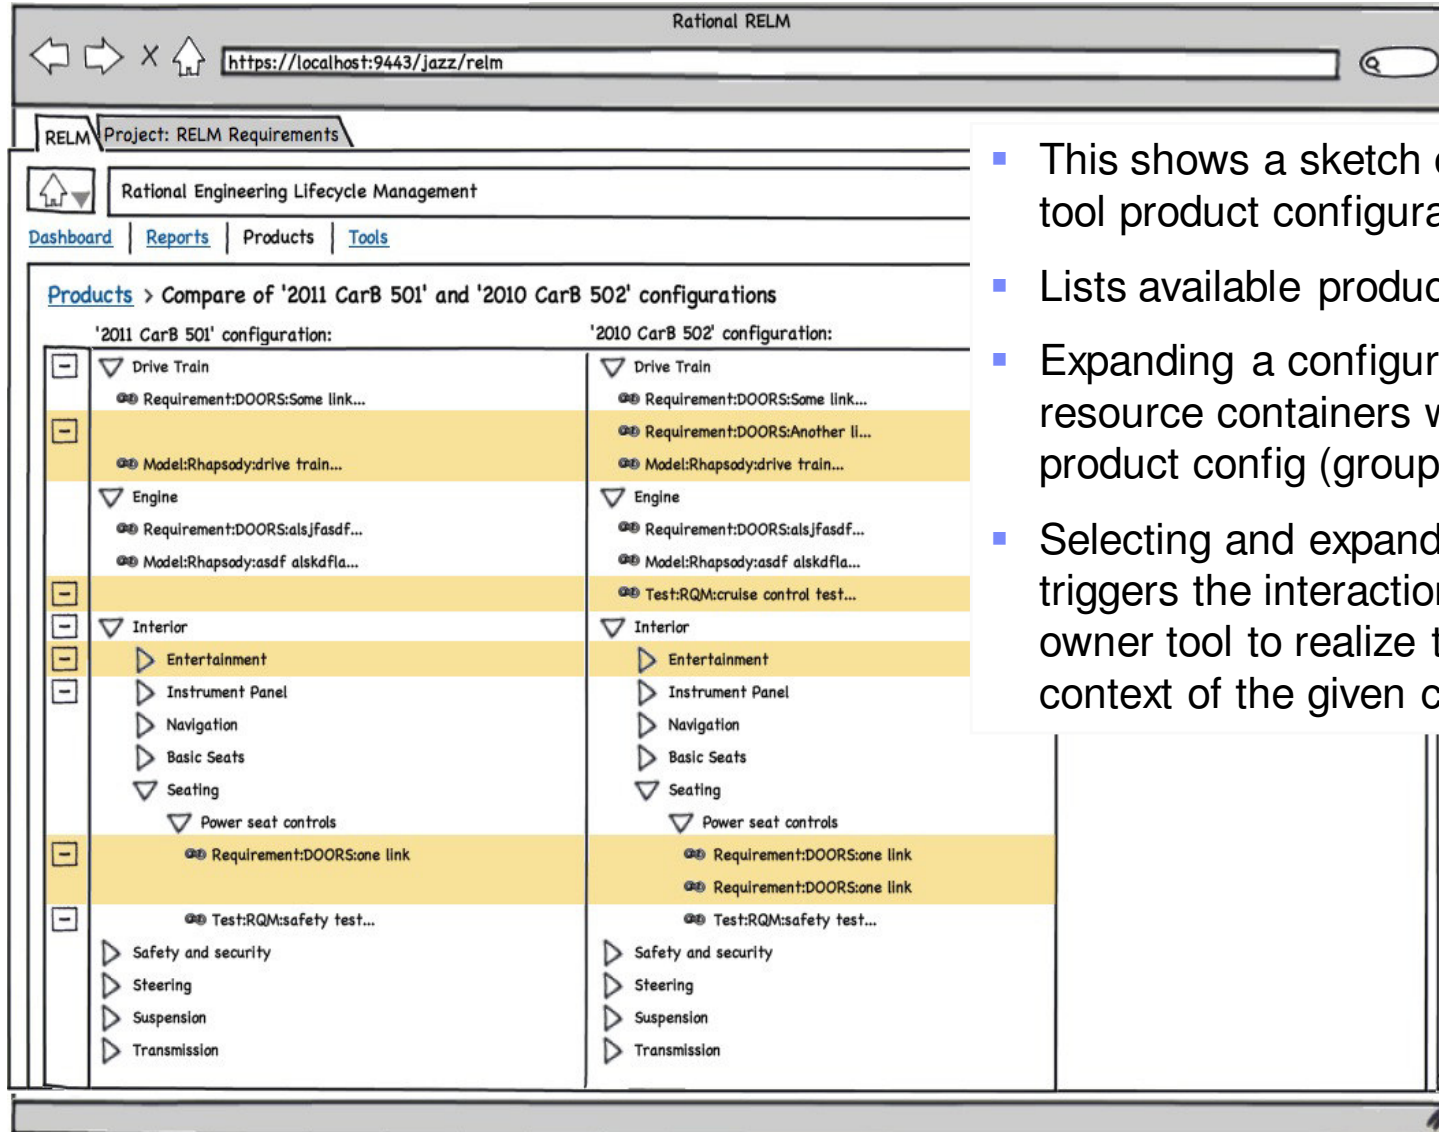 Rational RELM
https://localhost:9443/jazz/relm
RELM
Project: RELM Requirements
Rational Engineering Lifecycle Management
Dashboard | Reports | Products | Tools
Products > Compare of '2011 CarB 501' and '2010 CarB 502' configurations
'2011 CarB 501' configuration:
Drive Train
Requirement:DOORS:Some link...
Model:Rhapsody:drive train...
Engine
Requirement:DOORS:alsjfasdf...
Model:Rhapsody:asdf alskdfla...
Interior
Entertainment
Instrument Panel
Navigation
Basic Seats
Seating
Power seat controls
Requirement:DOORS:one link
Test:RQM:safety test...
Safety and security
Steering
Suspension
Transmission
'2010 CarB 502' configuration:
Drive Train
Requirement:DOORS:Some link...
Requirement:DOORS:Another li...
Model:Rhapsody:drive train...
Engine
Requirement:DOORS:alsjfasdf...
Model:Rhapsody:asdf alskdfla...
Test:RQM:cruise control test...
Interior
Entertainment
Instrument Panel
Navigation
Basic Seats
Seating
Power seat controls
Requirement:DOORS:one link
Requirement:DOORS:one link
Test:RQM:safety test...
Safety and security
Steering
Suspension
Transmission
This shows a sketch
tool product
Lists available
Expanding a
resource containers
product config (group
Selecting and
triggers the
owner tool to realize
context of the given